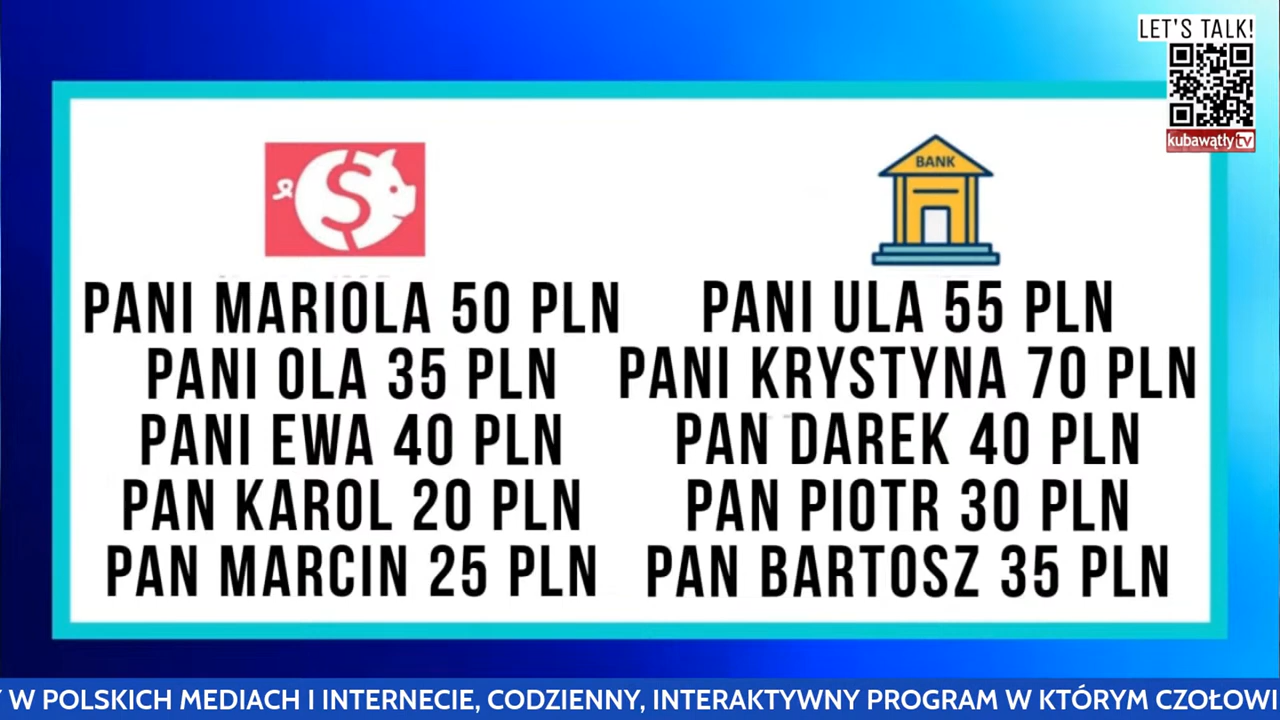 LET'S TALK!
kubawątłytv
BANK
PANI MARIOLA 50 PLN
PANI OLA 35 PLN
PANI EWA 40 PLN
PAN KAROL 20 PLN
PAN MARCIN 25 PLN
PANI ULA 55 PLN
PANI KRYSTYNA 70 PLN
PAN DAREK 40 PLN
PAN PIOTR 30 PLN
PAN BARTOSZ 35 PLN
W POLSKICH MEDIACH I INTERNECIE, CODZIENNY, INTERAKTYWNY PROGRAM W KTÓRYM CZOŁOWI